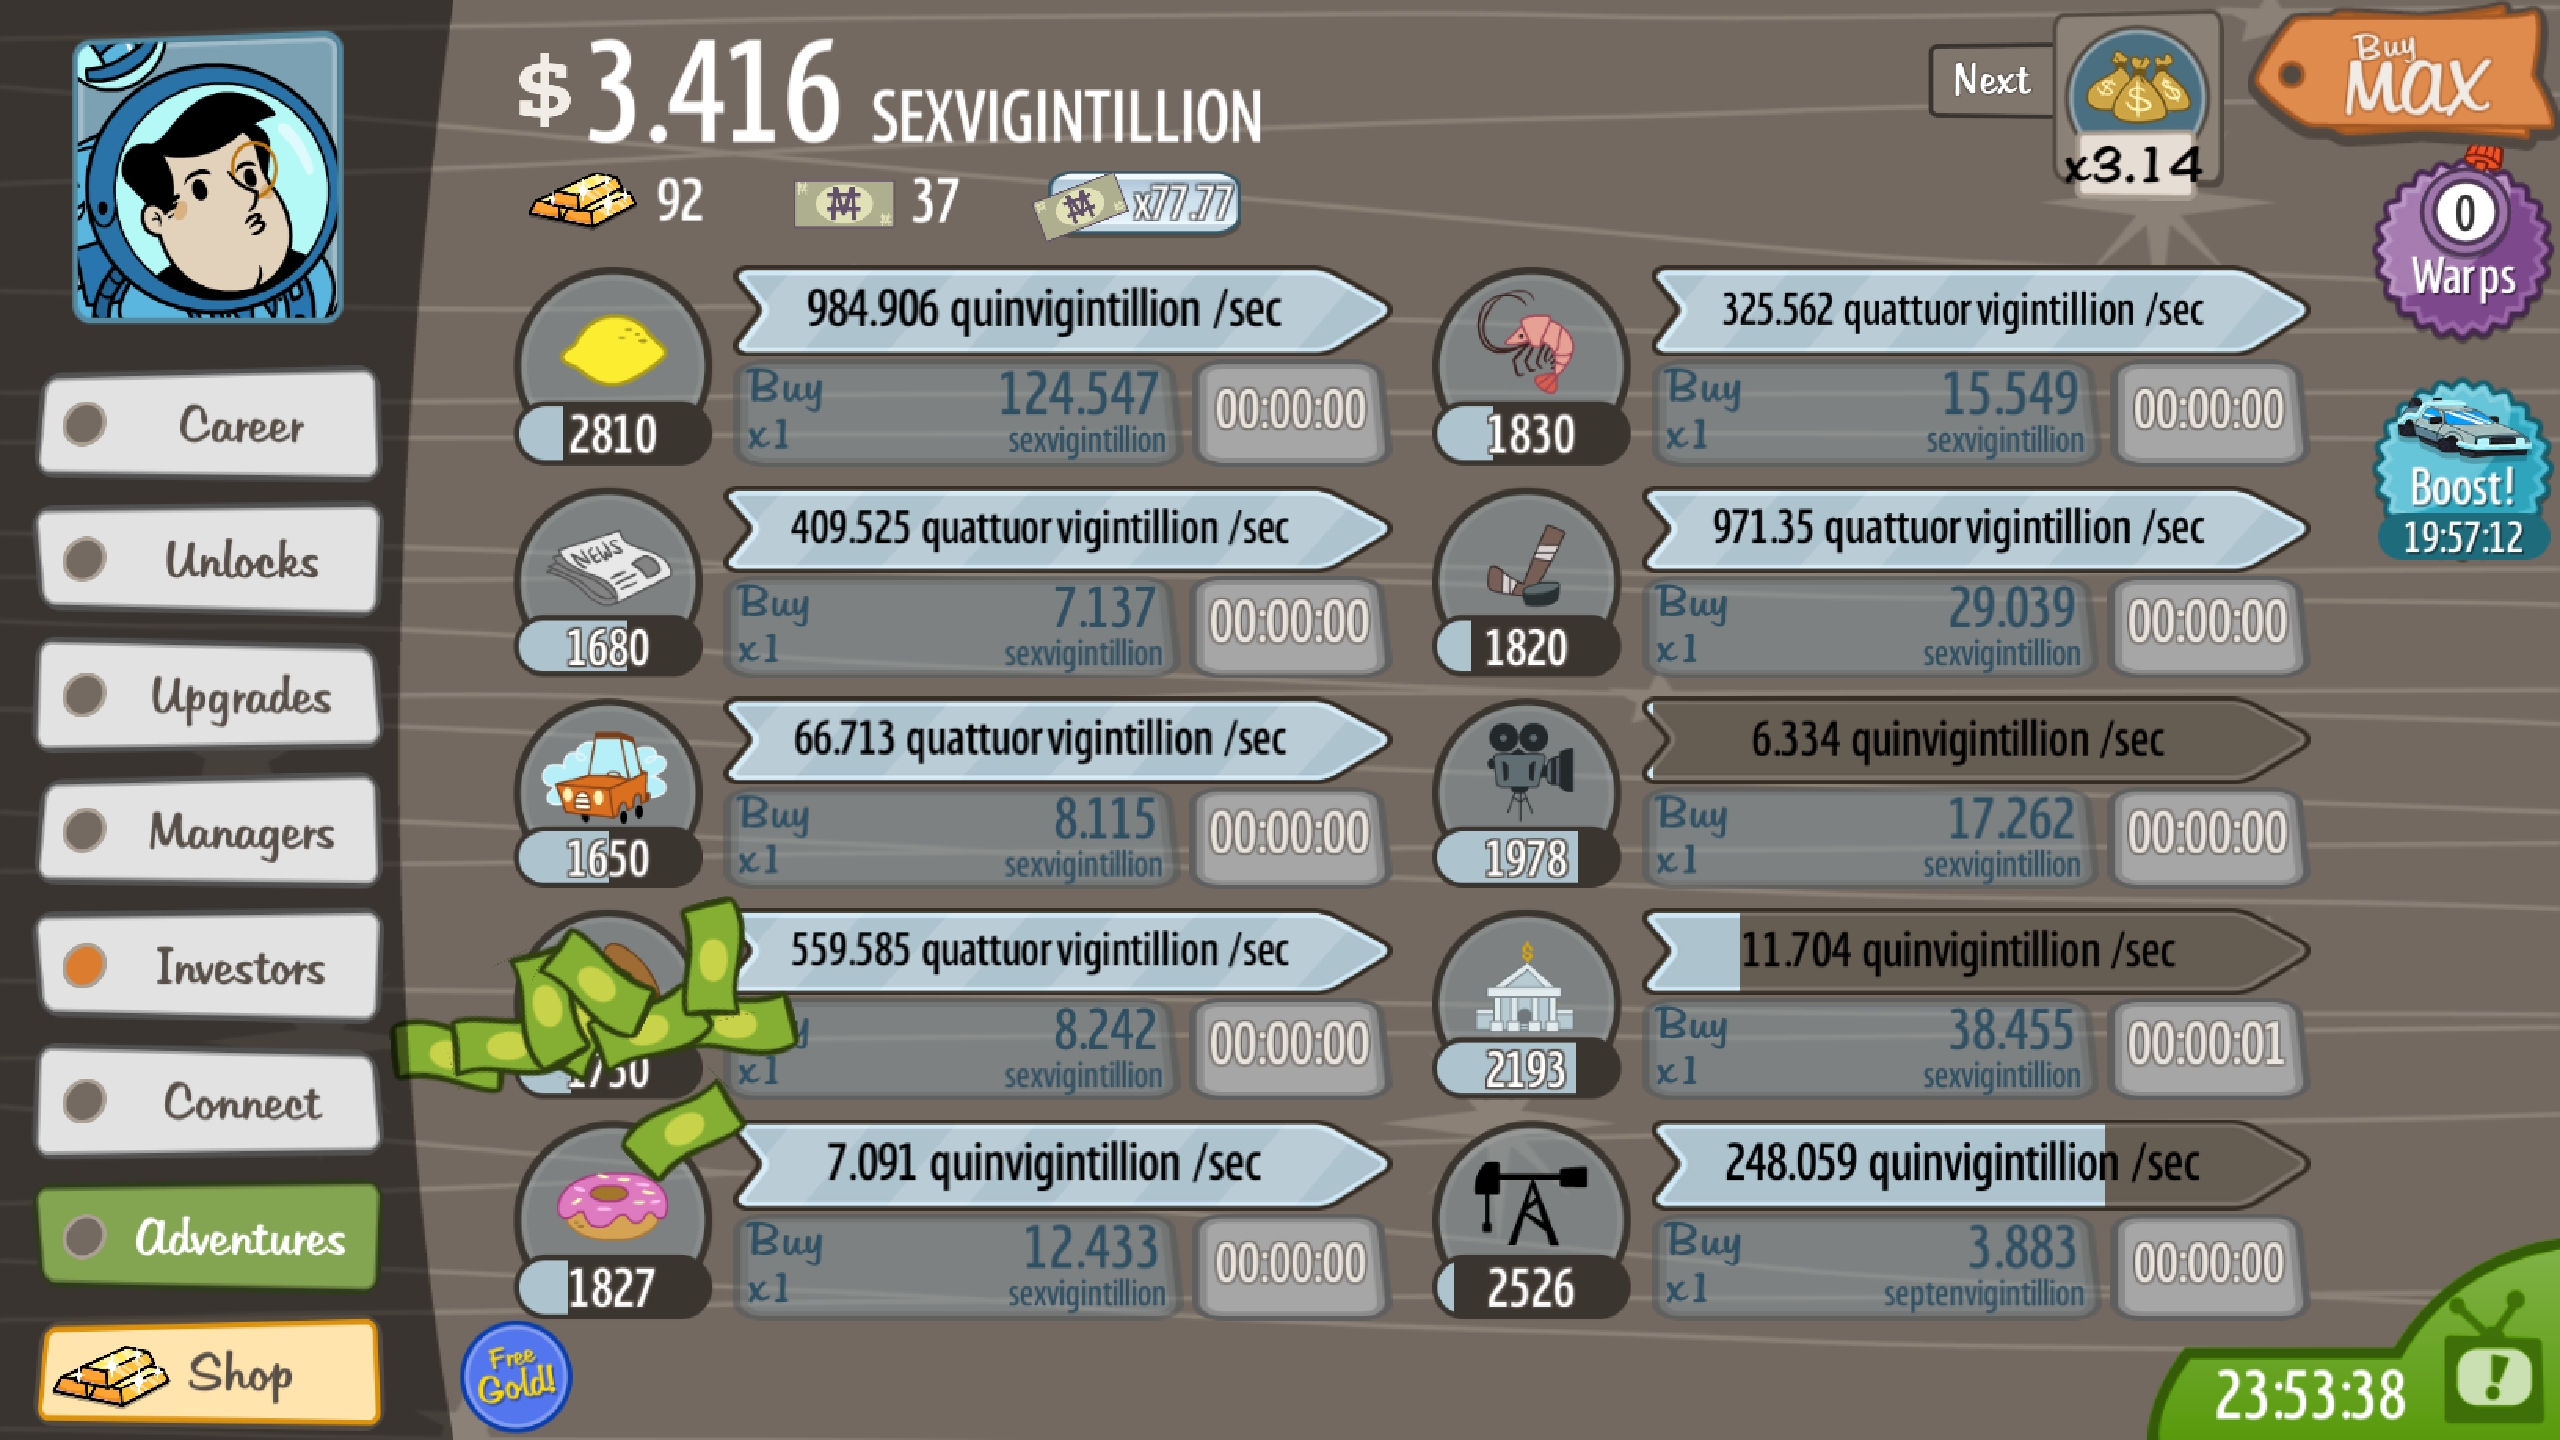 $3.416 SEXVIGINTILLION
92
37
x77.77
Next
x3.14
Buy
MAX
0
Warps
Boost!
19:57:12
Career
Unlocks
Upgrades
Managers
Investors
Connect
Adventures
Shop
984.906 quinvigintillion /sec
2810
Buy
x1
124.547
sexvigintillion
00:00:00
409.525 quattuorvigintillion /sec
1680
Buy
x1
7.137
sexvigintillion
00:00:00
66.713 quattuorvigintillion /sec
NEWS
1650
Buy
x1
8.115
sexvigintillion
00:00:00
559.585 quattuorvigintillion /sec
x1
8.242
sexvigintillion
00:00:00
7.091 quinvigintillion /sec
1827
Buy
x1
12.433
sexvigintillion
00:00:00
325.562 quattuorvigintillion /sec
1830
Buy
x1
15.549
sexvigintillion
00:00:00
971.35 quattuorvigintillion /sec
1820
Buy
x1
29.039
sexvigintillion
00:00:00
6.334 quinvigintillion /sec
1978
Buy
x1
17.262
sexvigintillion
00:00:00
11.704 quinvigintillion /sec
2193
Buy
x1
38.455
sexvigintillion
00:00:01
248.059 quinvigintillion /sec
2526
Buy
x1
3.883
septenvigintillion
00:00:00
Free
Gold!
23:53:38